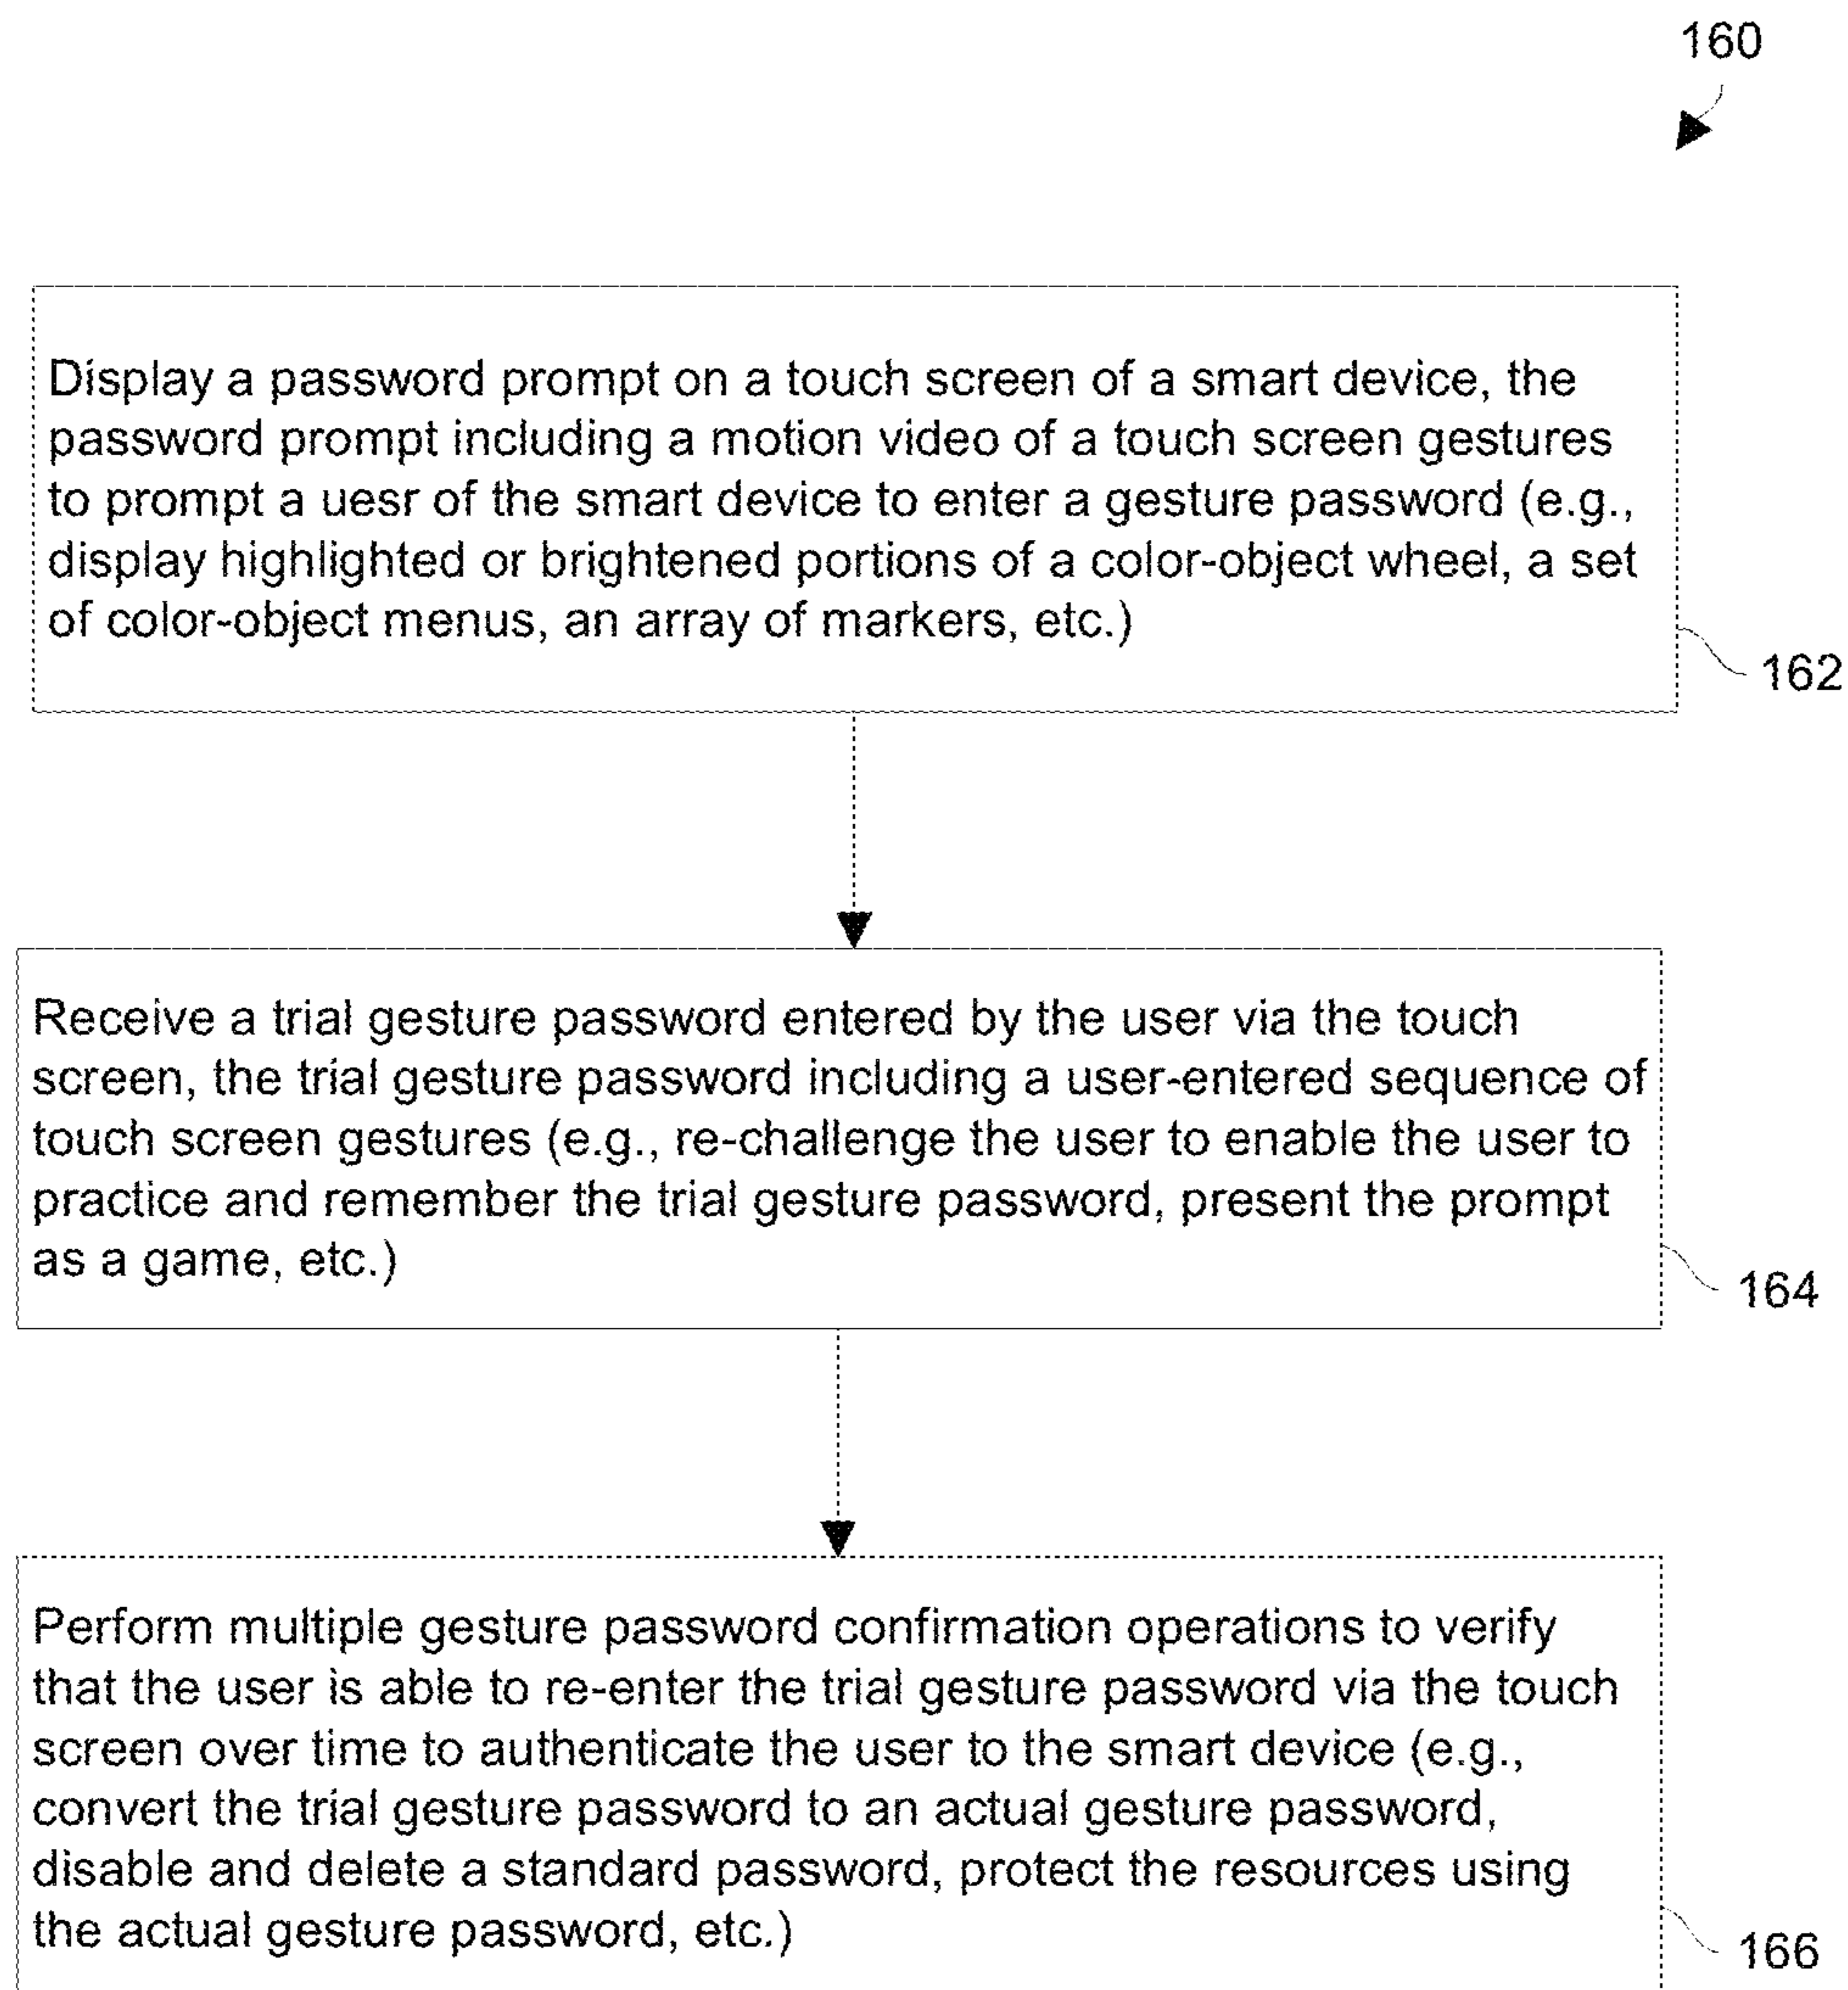 160
Display a password prompt on a touch screen of a smart device, the
password prompt including a motion video of a touch screen gestures
to prompt a uesr of the smart device to enter a gesture password (e.g.,
display highlighted or brightened portions of a color-object wheel, a set
of color-object menus, an array of markers, etc.)
162
Receive a trial gesture password entered by the user via the touch
screen, the trial gesture password including a user-entered sequence of
touch screen gestures (e.g., re-challenge the user to enable the user to
practice and remember the trial gesture password, present the prompt
as a game, etc.)
164
Perform multiple gesture password confirmation operations to verify
that the user is able to re-enter the trial gesture password via the touch
screen over time to authenticate the user to the smart device (e.g.,
convert the trial gesture password to an actual gesture password,
disable and delete a standard password, protect the resources using
the actual gesture password, etc.)
166